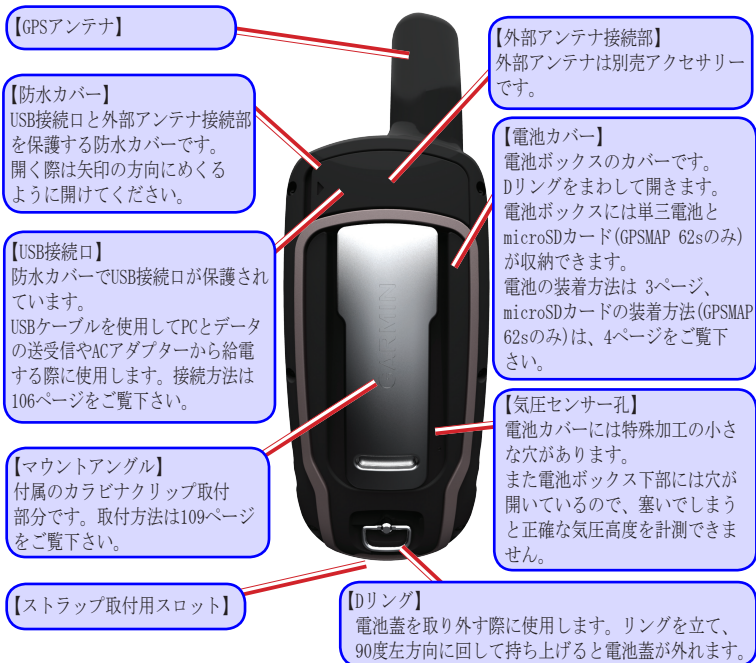 【GPSアンテナ】
【防水カバー】
USB接続口と外部アンテナ接続部
を保護する防水カバーです。
開く際は矢印の方向にめくる
ように開けてください。
【USB接続口】
防水カバーでUSB接続口が保護され
ています。
USBケーブルを使用してPCとデータ
の送受信やACアダプターから給電
する際に使用します。接続方法は
106ページをご覧下さい。
【マウントアングル】
付属のカラビナクリップ取付
部分です。取付方法は109ページ
をご覧下さい。
【ストラップ取付用スロット】
【外部アンテナ接続部】
外部アンテナは別売アクセサリー
です。
【電池カバー】
電池ボックスのカバーです。
Dリングをまわして開きます。
電池ボックスには単三電池と
microSDカード(GPSMAP 62sのみ)
が収納できます。
電池の装着方法は 3ページ、
microSDカードの装着方法(GPSMAP
62sのみ)は、4ページをご覧下
さい。
【気圧センサー孔】
電池カバーには特殊加工の小さ
な穴があります。
また電池ボックス下部には穴が
開いているので、塞いでしまう
と正確な気圧高度を計測できま
せん。
【Dリング】
電池蓋を取り外す際に使用します。リングを立て、
90度左方向に回して持ち上げると電池蓋が外れます。
GARMIN